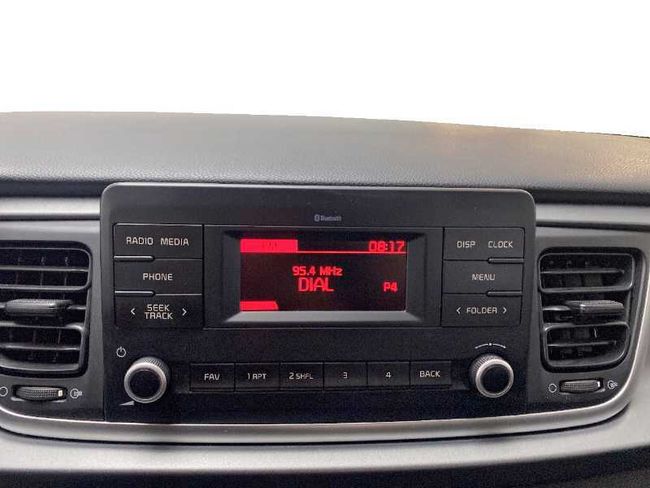 Bluetooth
RADIO MEDIA
PHONE
< SEEK TRACK >
08:17
95.4 MHz
DIAL
P4
DISP CLOCK
MENU
< FOLDER >
FAV
1 RPT
2 SHFL
3
4
BACK